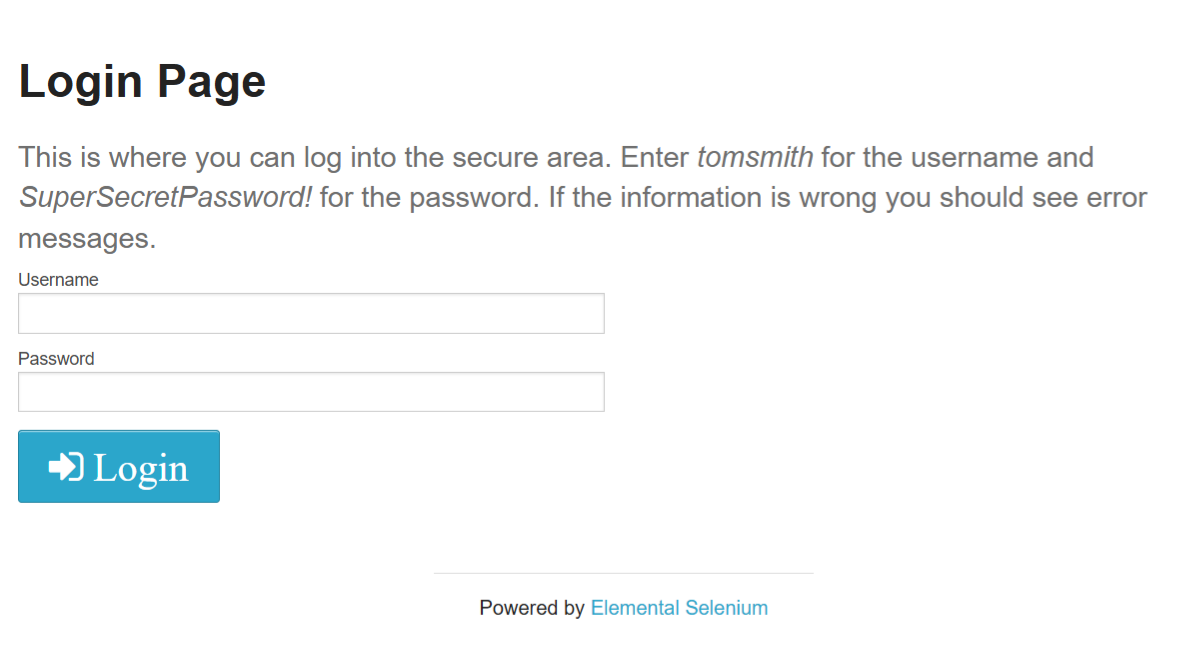 Login Page
This is where you can log into the secure area. Enter tomsmith for the username and
SuperSecretPassword! for the password. If the information is wrong you should see error
messages.
Username
Password
Login
Powered by Elemental Selenium